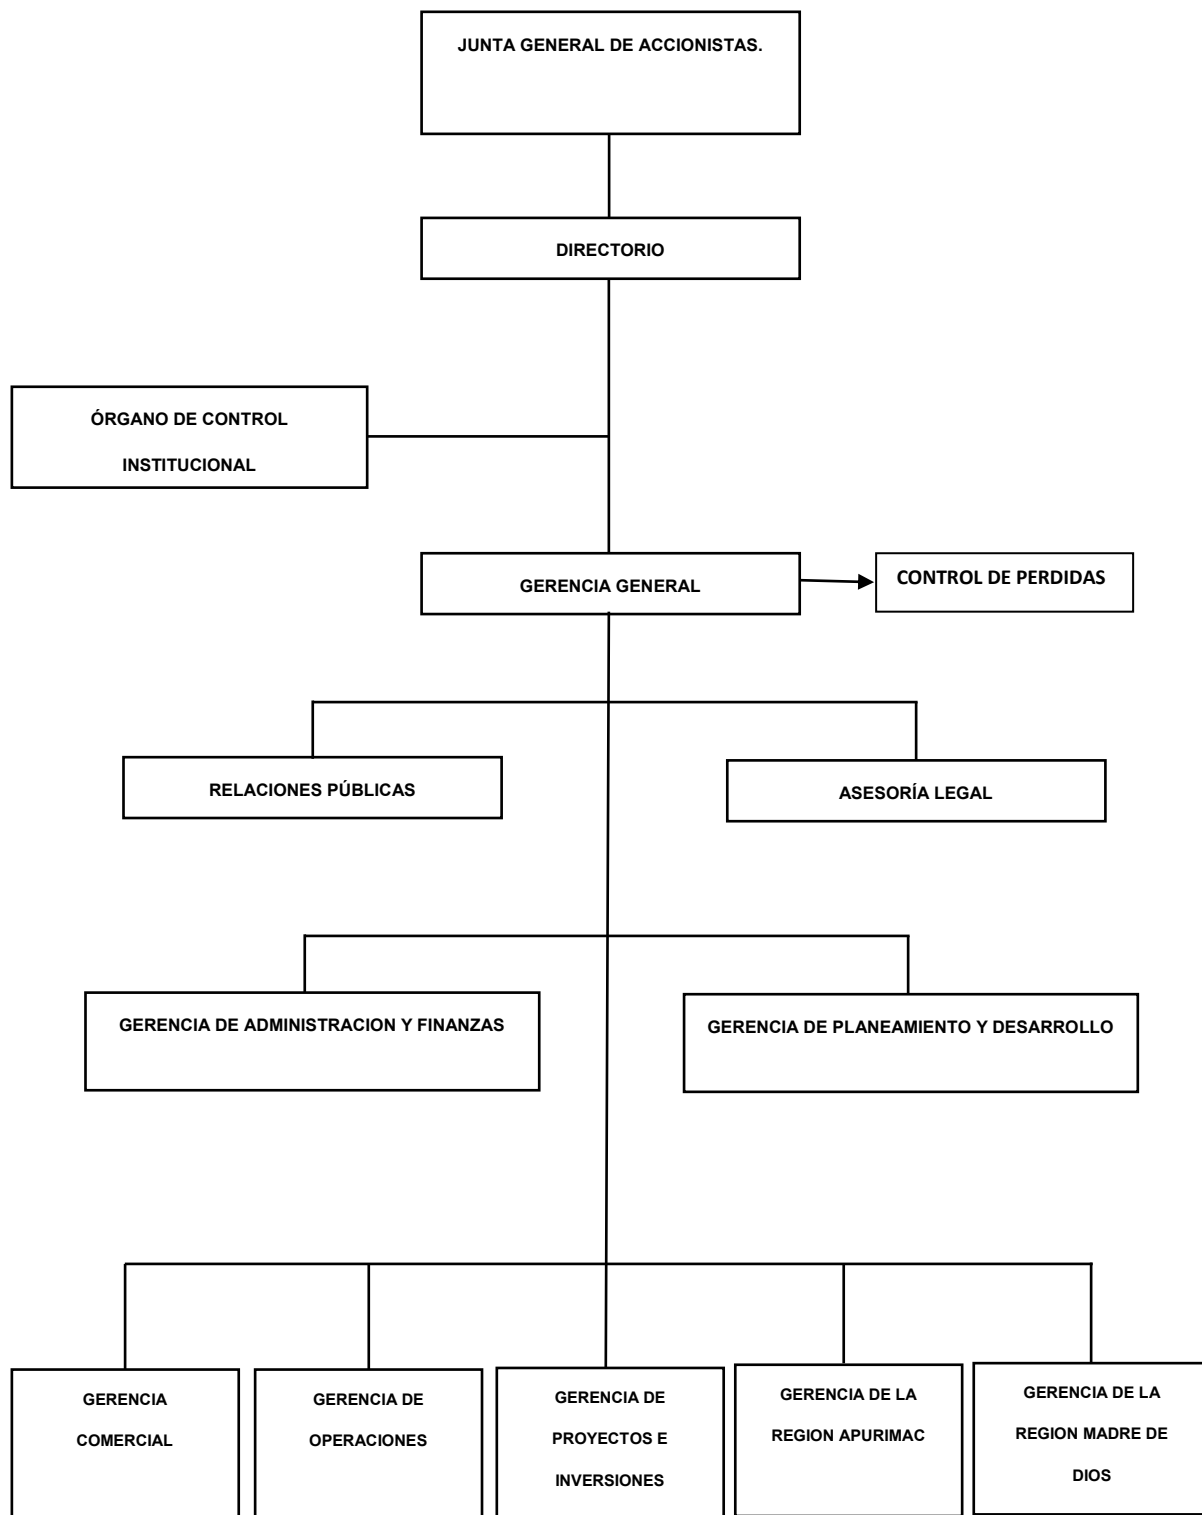 JUNTA GENERAL DE ACCIONISTAS.
DIRECTORIO
ÓRGANO DE CONTROL
INSTITUCIONAL
GERENCIA GENERAL
CONTROL DE PERDIDAS
RELACIONES PÚBLICAS
ASESORÍA LEGAL
GERENCIA DE ADMINISTRACION Y FINANZAS
GERENCIA DE PLANEAMIENTO Y DESARROLLO
GERENCIA
COMERCIAL
GERENCIA DE
OPERACIONES
GERENCIA DE
PROYECTOS E
INVERSIONES
GERENCIA DE LA
REGION APURIMAC
GERENCIA DE LA
REGION MADRE DE
DIOS